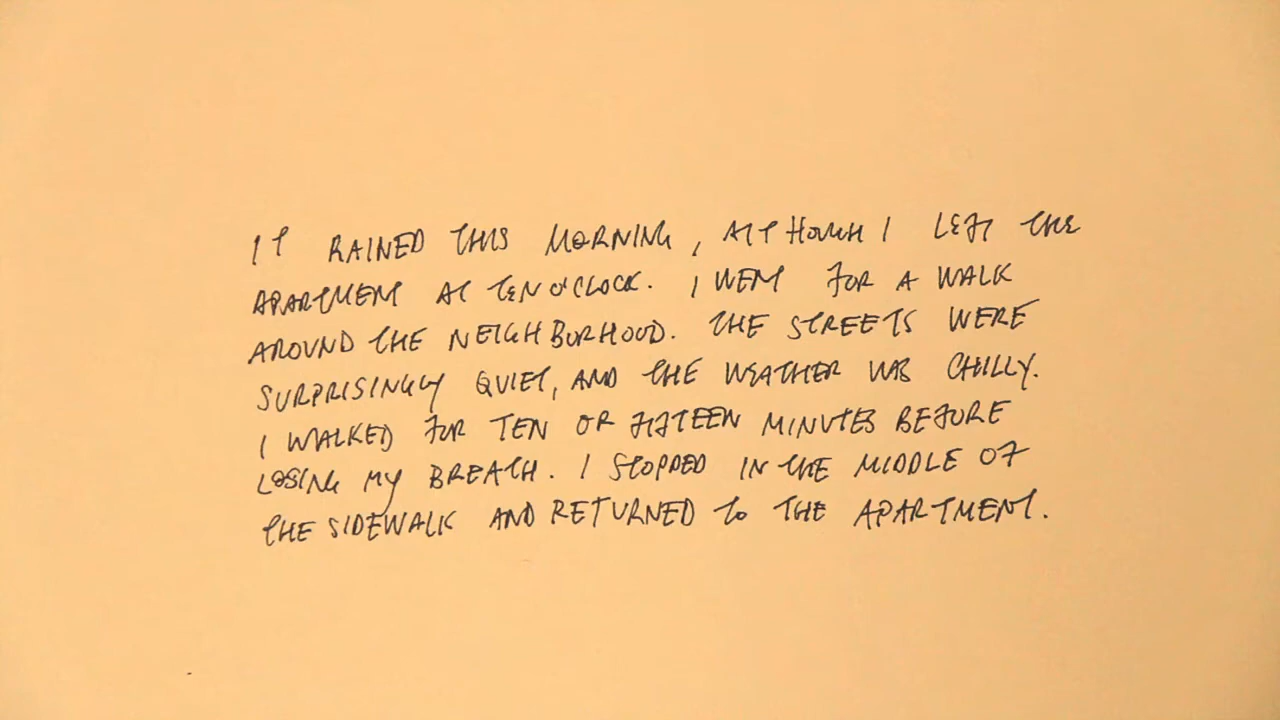 IT RAINED THIS MORNING, ALTHOUGH I LEFT THE
APARTMENT AT TEN O'CLOCK. I WENT FOR A WALK
AROUND THE NEIGHBORHOOD. THE STREETS WERE
SURPRISINGLY QUIET, AND THE WEATHER WAS CHILLY.
I WALKED FOR TEN OR FIFTEEN MINUTES BEFORE
LOSING MY BREATH. I STOPPED IN THE MIDDLE OF
THE SIDEWALK AND RETURNED TO THE APARTMENT.